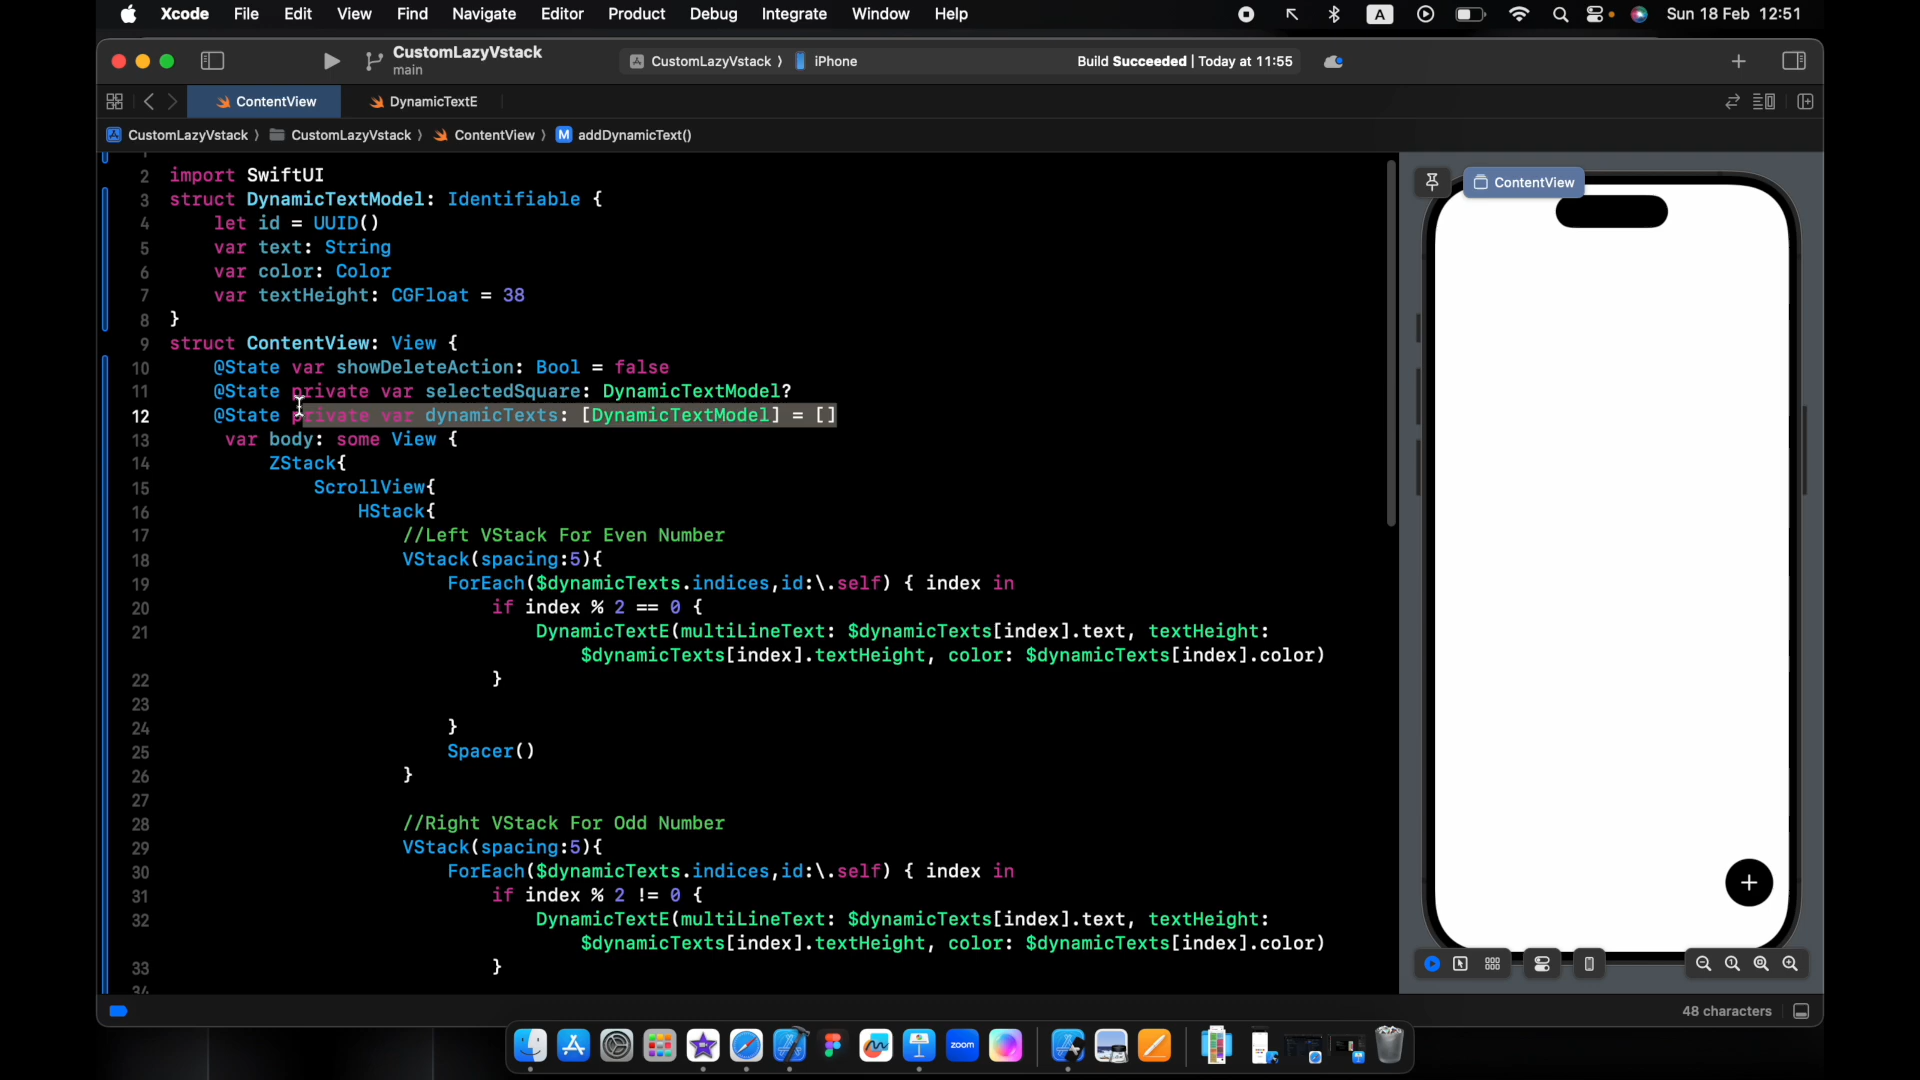 Xcode File Edit View Find Navigate Editor Product Debug Integrate Window Help A Sun 18 Feb 12:51
CustomLazyVstack
main
CustomLazyVstack ⟩ iPhone
Build Succeeded | Today at 11:55
ContentView DynamicTextE
CustomLazyVstack ⟩ CustomLazyVstack ⟩ ContentView ⟩ M addDynamicText()
2 import SwiftUI
3 struct DynamicTextModel: Identifiable {
4 let id = UUID()
5 var text: String
6 var color: Color
7 var textHeight: CGFloat = 38
8 }
9 struct ContentView: View {
10 @State var showDeleteAction: Bool = false
11 @State private var selectedSquare: DynamicTextModel?
12 @State private var dynamicTexts: [DynamicTextModel] = []
13 var body: some View {
14 ZStack{
15 ScrollView{
16 HStack{
17 //Left VStack For Even Number
18 VStack(spacing:5){
19 ForEach($dynamicTexts.indices,id:\.self) { index in
20 if index % 2 == 0 {
21 DynamicTextE(multiLineText: $dynamicTexts[index].text, textHeight:
$dynamicTexts[index].textHeight, color: $dynamicTexts[index].color)
22 }
23
24 }
25 Spacer()
26 }
27
28 //Right VStack For Odd Number
29 VStack(spacing:5){
30 ForEach($dynamicTexts.indices,id:\.self) { index in
31 if index % 2 != 0 {
32 DynamicTextE(multiLineText: $dynamicTexts[index].text, textHeight:
$dynamicTexts[index].textHeight, color: $dynamicTexts[index].color)
33 }
34
ContentView
48 characters
zoom